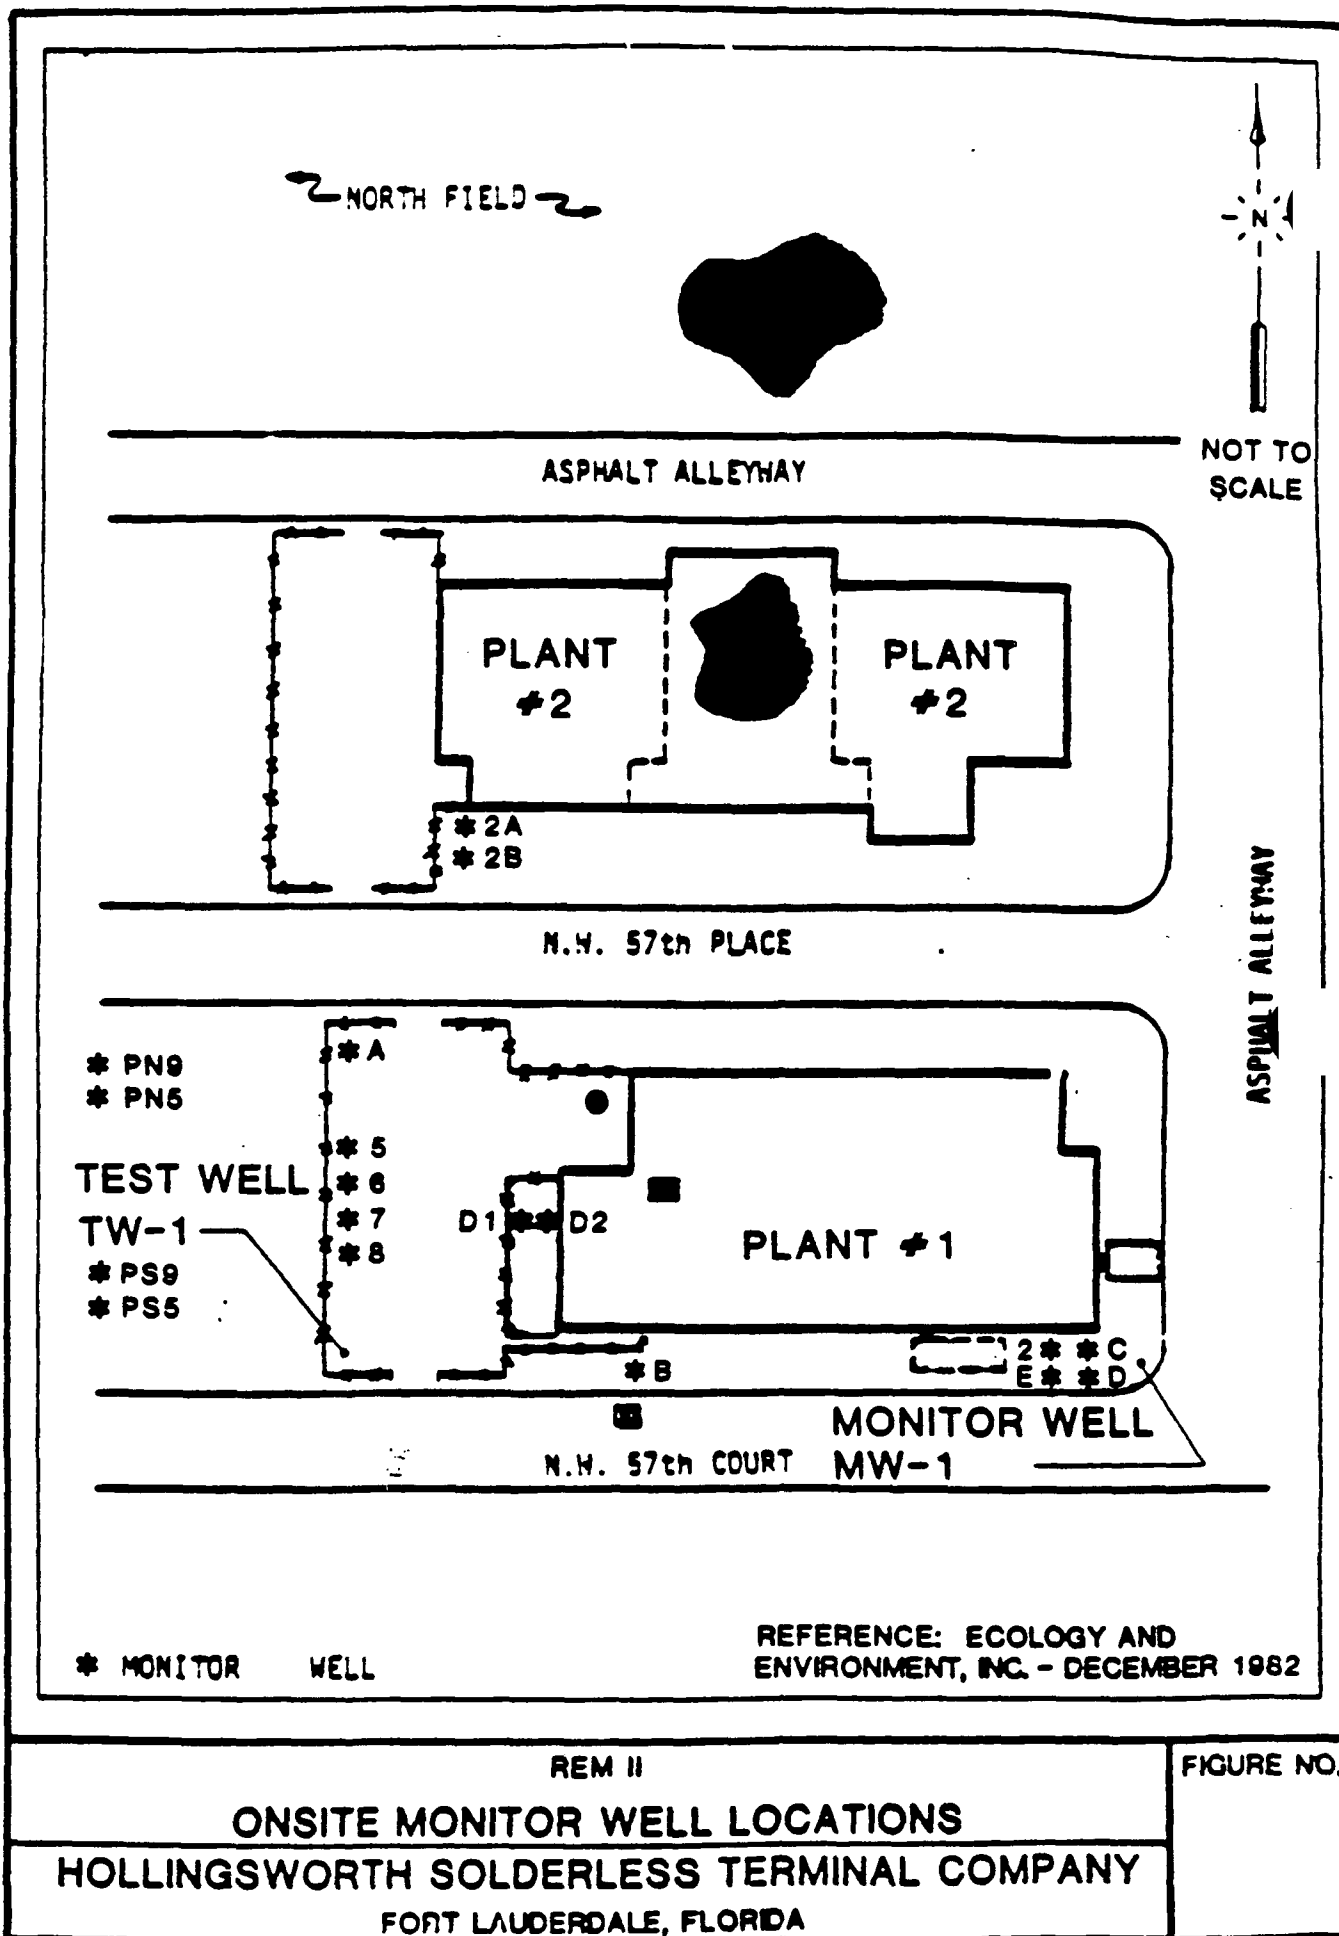 NORTH FIELD
N
NOT TO
SCALE
ASPHALT ALLEYWAY
PLANT
#2
PLANT
#2
* 2A
* 2B
N.W. 57th PLACE
ASPHALT ALLEYWAY
* A
* PN9
* PN5
* 5
TEST WELL
* 6
TW-1
* 7
D1 * * D2
* 8
PLANT #1
* PS9
* PS5
2 * * C
E * * D
* B
MONITOR WELL
MW-1
N.W. 57th COURT
* MONITOR WELL
REFERENCE: ECOLOGY AND
ENVIRONMENT, INC. - DECEMBER 1982
REM II
FIGURE NO.
ONSITE MONITOR WELL LOCATIONS
HOLLINGSWORTH SOLDERLESS TERMINAL COMPANY
FORT LAUDERDALE, FLORIDA